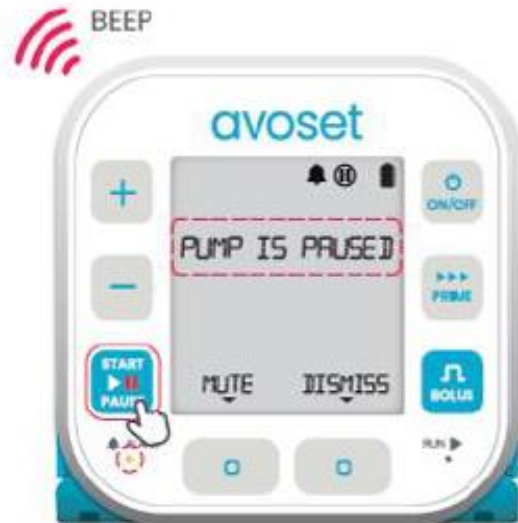 BEEP
avoset
+
ON/OFF
PUMP IS PAUSED
−
PRIME
START
PAUSE
MUTE DISMISS
BOLUS
RUN